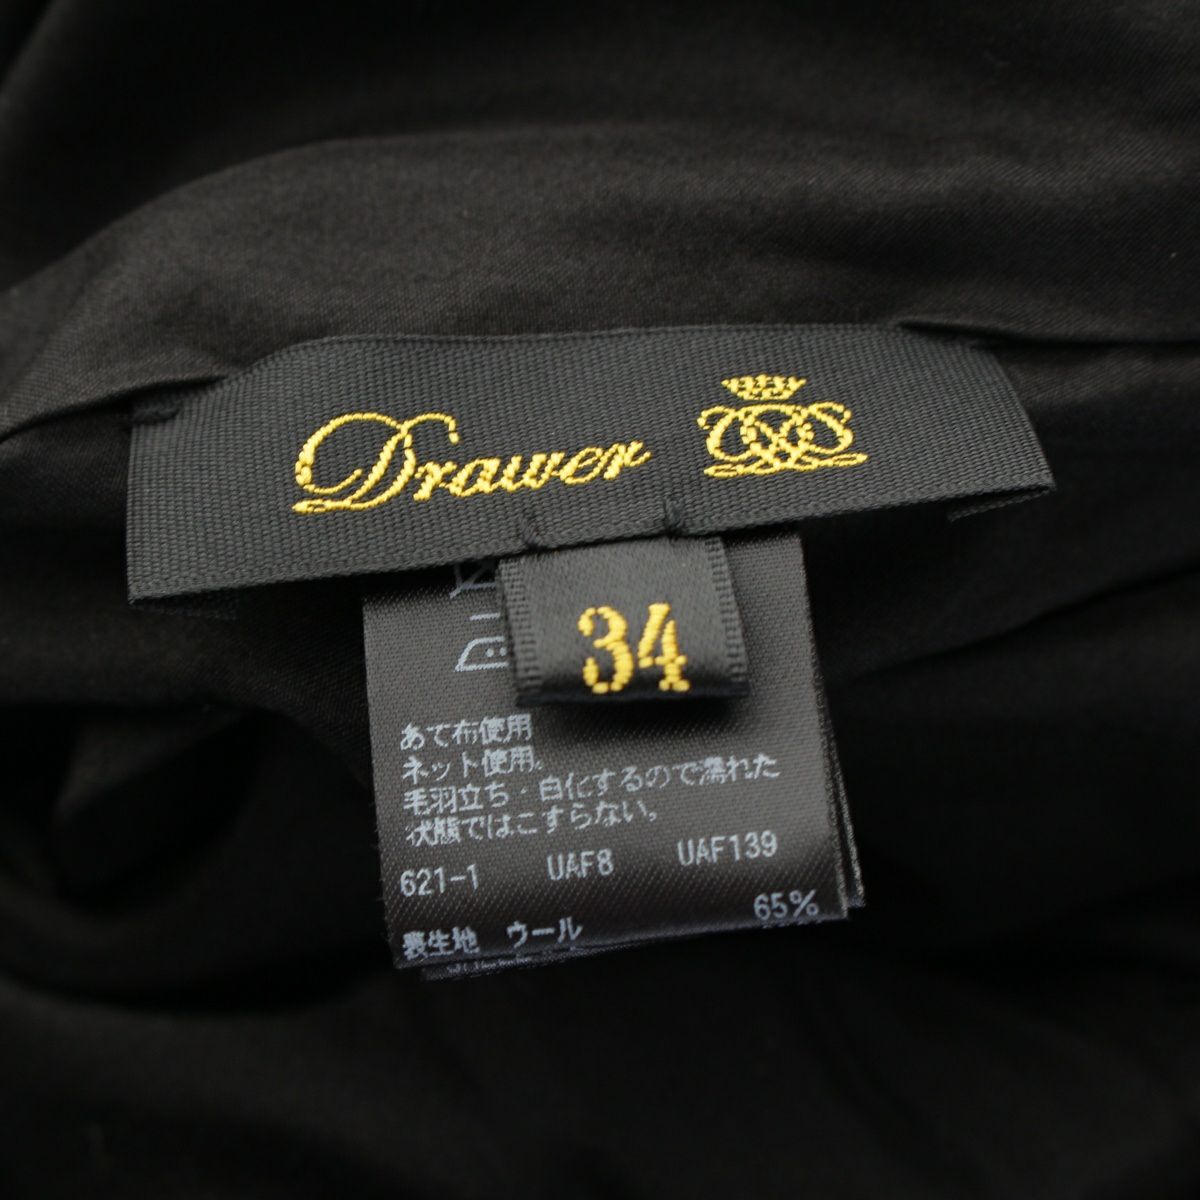 Drawer
34
あて布使用
ネット使用。
毛羽立ち・白化するので濡れた
状態ではこすらない。
621-1 UAF8 UAF139
表生地 ウール 65%